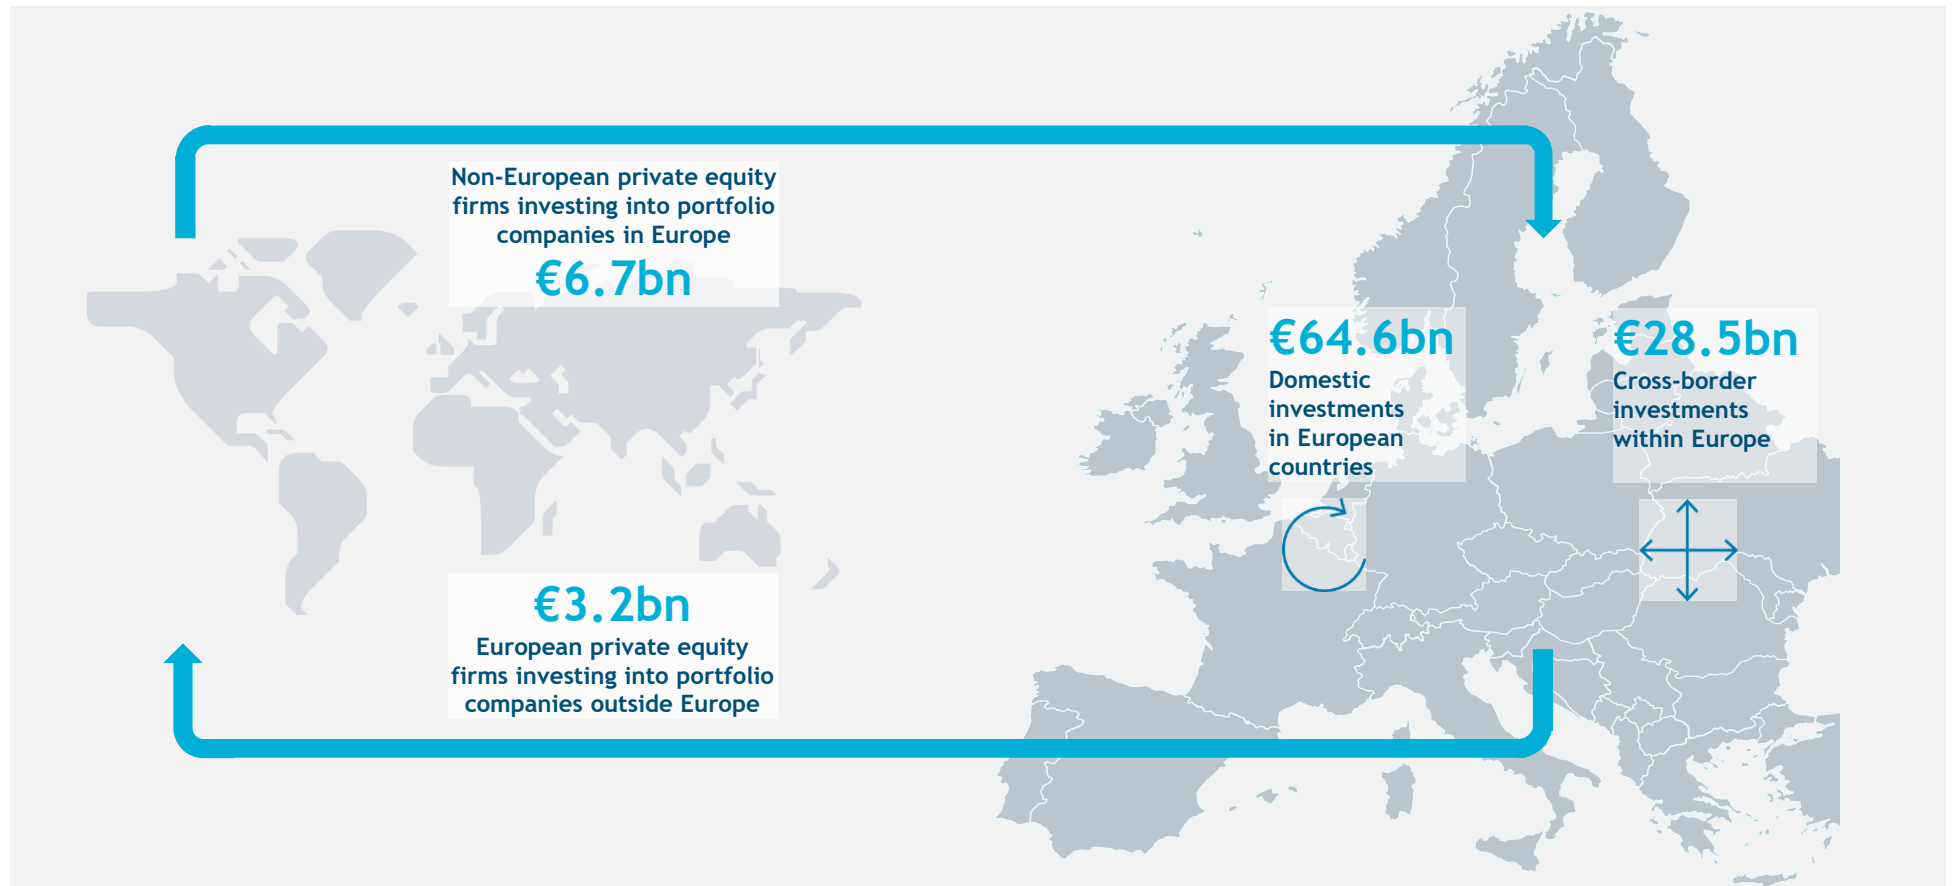 Non-European private equity
firms investing into portfolio
companies in Europe
€6.7bn
€64.6bn
Domestic
investments
in European
countries
€28.5bn
Cross-border
investments
within Europe
€3.2bn
European private equity
firms investing into portfolio
companies outside Europe